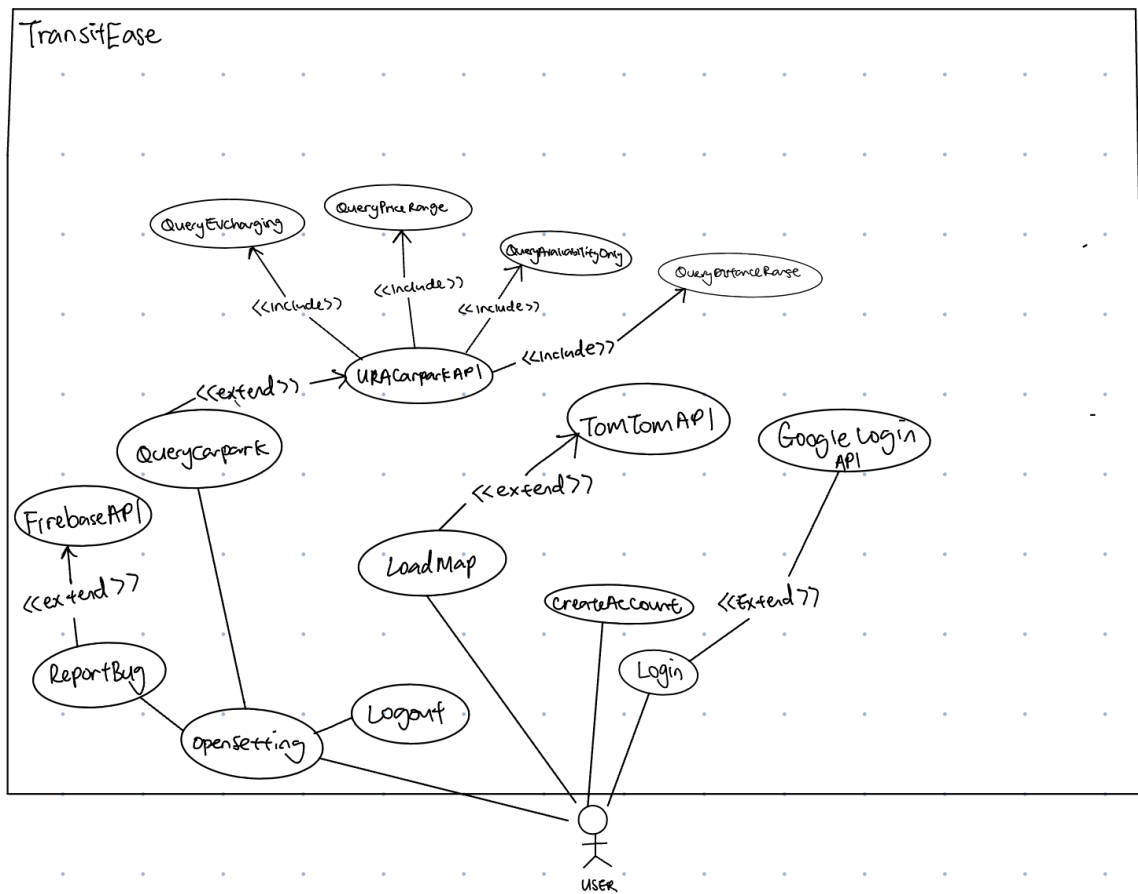 TransitEase
QueryEVcharging
QueryPriceRange
QueryAvaliabilityOnly
QueryDistanceRange
<<include>>
<<include>>
<<include>>
<<include>>
URACarparkAPI
<<extend>>
QueryCarpark
TomTomAPI
Google Login
API
<<extend>>
FirebaseAPI
LoadMap
<<extend>>
CreateAccount
<<Extend>>
ReportBug
Login
Logout
OpenSetting
USER